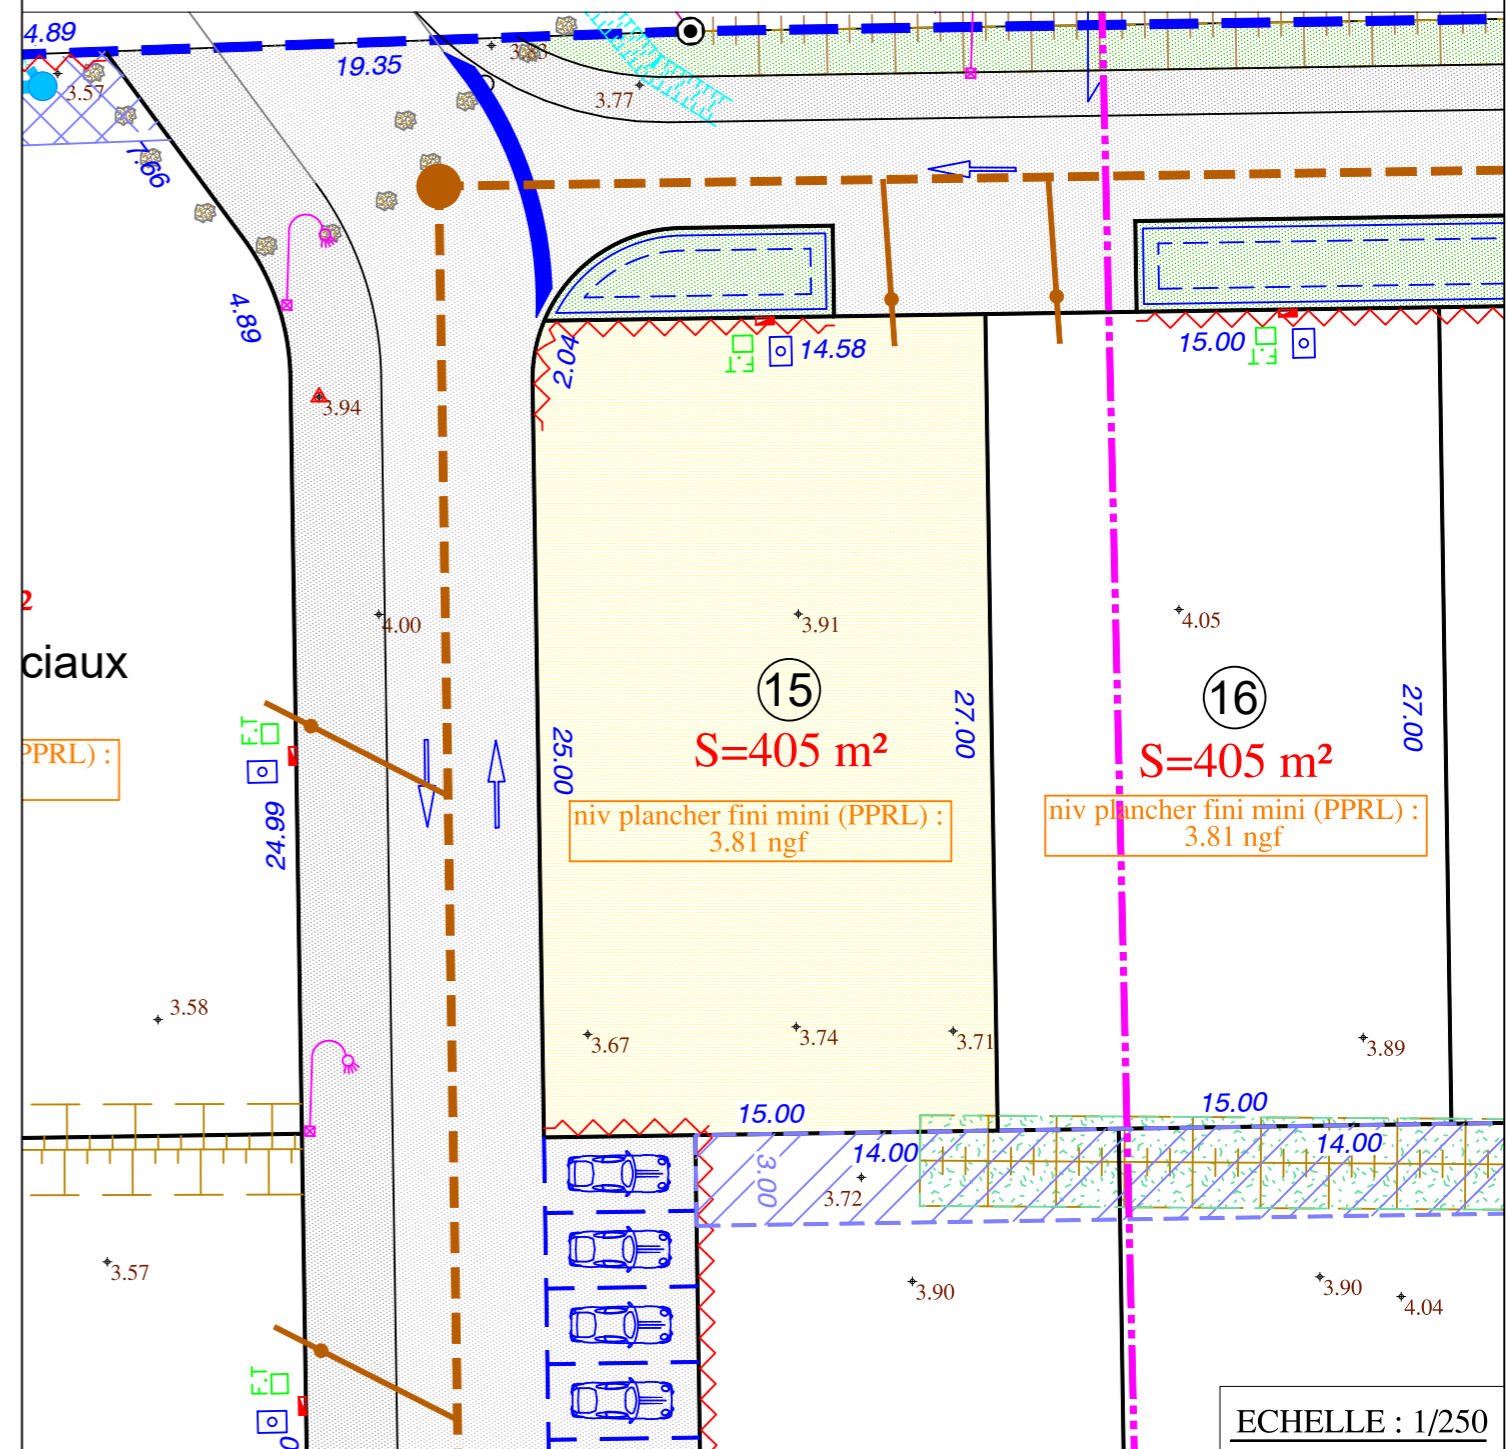 4.89
19.35
3.57
3.77
7.66
4.89
2.04
F.T
14.58
15.00
F.T
3.94
2
4.00
3.91
4.05
ciaux
15
16
S=405 m²
S=405 m²
27.00
27.00
25.00
F.T
PPRL) :
niv plancher fini mini (PPRL) :
3.81 ngf
niv plancher fini mini (PPRL) :
3.81 ngf
24.99
3.58
3.67
3.74
3.71
3.89
15.00
15.00
14.00
14.00
3.00
3.72
3.57
3.90
3.90
4.04
F.T
ECHELLE : 1/250